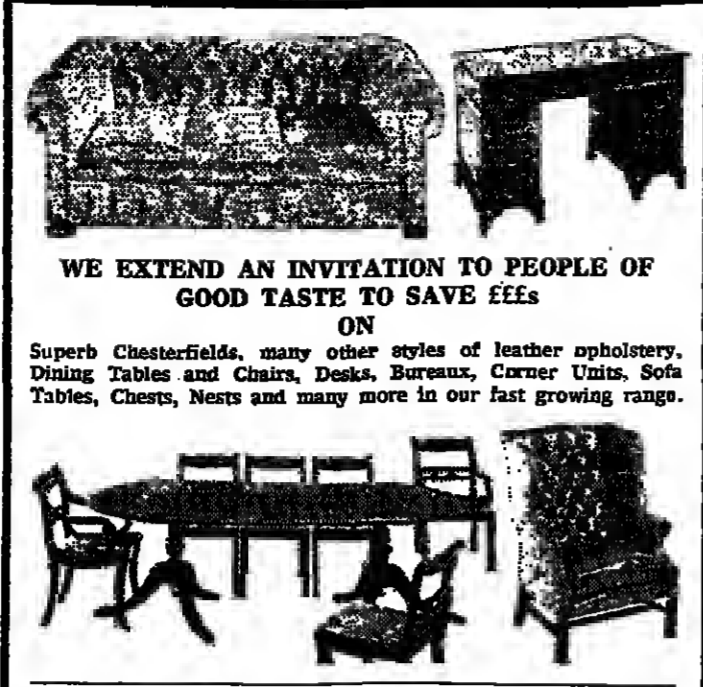 WE EXTEND AN INVITATION TO PEOPLE OF
GOOD TASTE TO SAVE £££s
ON
Superb Chesterfields, many other styles of leather upholstery,
Dining Tables and Chairs, Desks, Bureaux, Corner Units, Sofa
Tables, Chests, Nests and many more in our fast growing range.